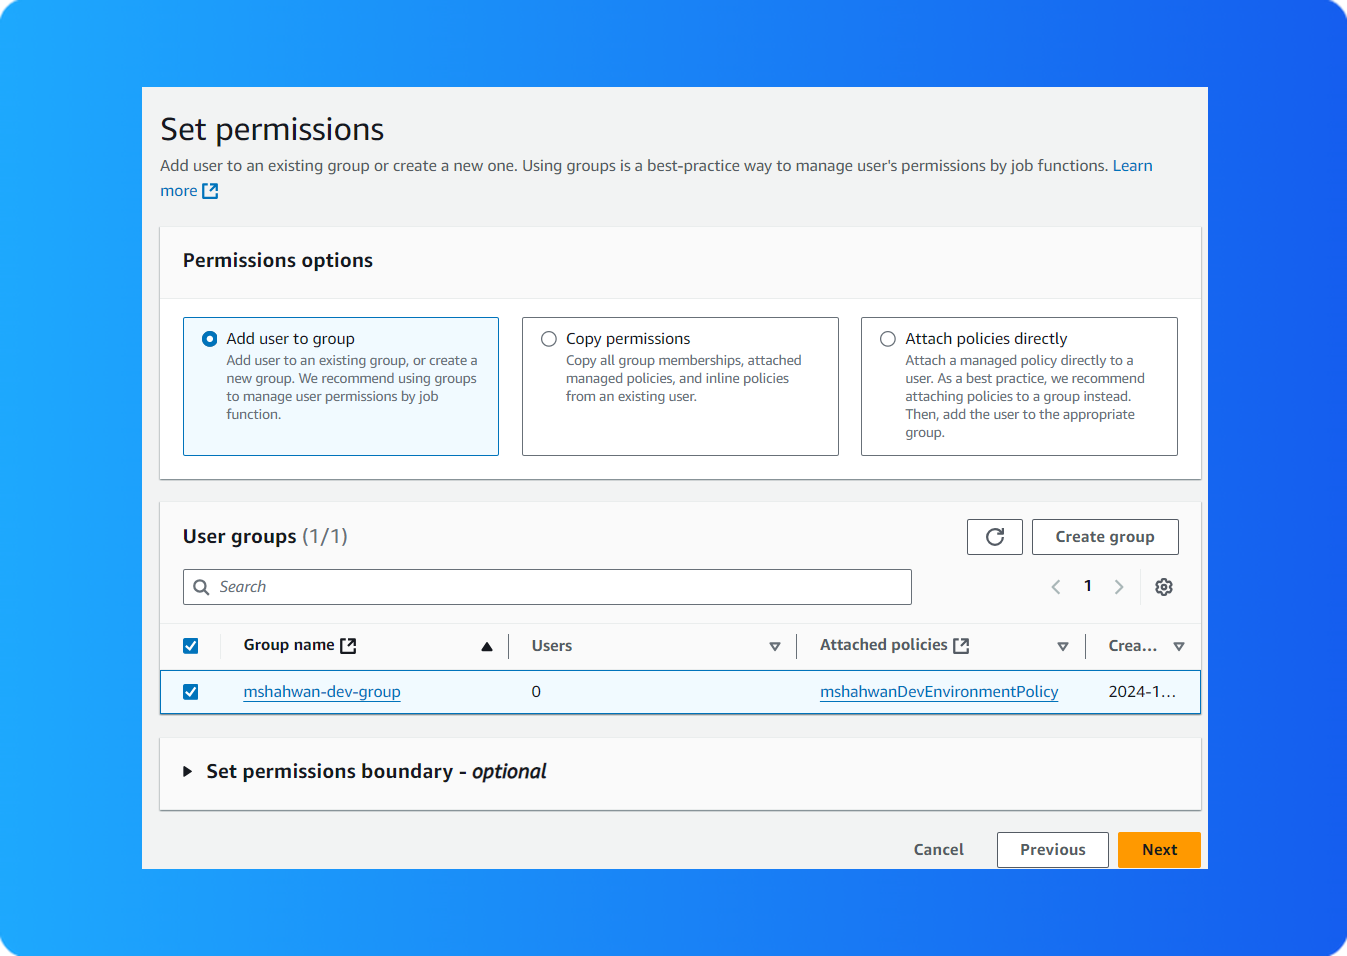 Set permissions
Add user to an existing group or create a new one. Using groups is a best-practice way to manage user's permissions by job functions. Learn
more
Permissions options
Add user to group
Add user to an existing group, or create a
new group. We recommend using groups
to manage user permissions by job
function.
Copy permissions
Copy all group memberships, attached
managed policies, and inline policies
from an existing user.
Attach policies directly
Attach a managed policy directly to a
user. As a best practice, we recommend
attaching policies to a group instead.
Then, add the user to the appropriate
group.
User groups (1/1)
Create group
Search
1
Group name Users Attached policies Crea...
mshahwan-dev-group 0 mshahwanDevEnvironmentPolicy 2024-1...
Set permissions boundary - optional
Cancel Previous Next